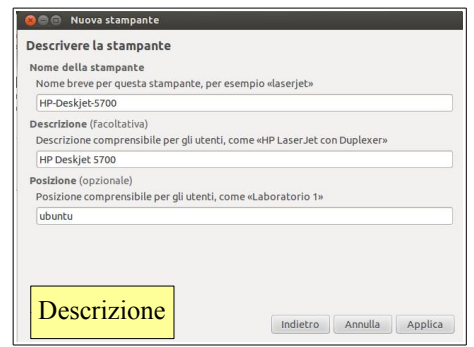 Nuova stampante
Descrivere la stampante
Nome della stampante
Nome breve per questa stampante, per esempio «laserjet»
HP-Deskjet-5700
Descrizione (facoltativa)
Descrizione comprensibile per gli utenti, come «HP LaserJet con Duplexer»
HP Deskjet 5700
Posizione (opzionale)
Posizione comprensibile per gli utenti, come «Laboratorio 1»
ubuntu
Descrizione
Indietro Annulla Applica